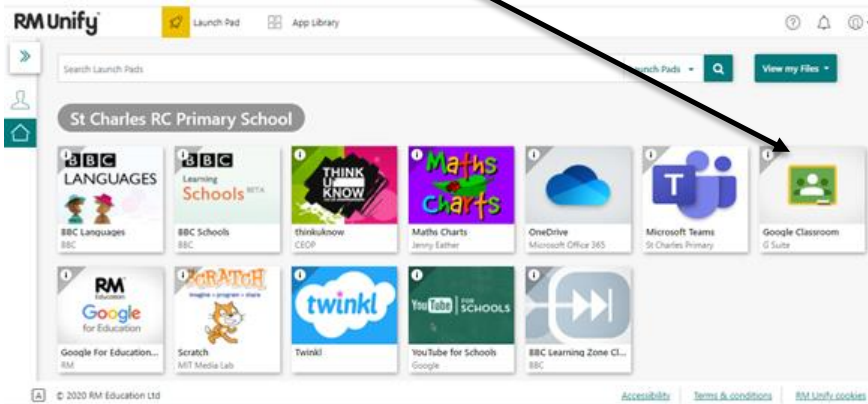 RM Unify Launch Pad App Library
Search Launch Pads Launch Pads View my Files
St Charles RC Primary School
BBC LANGUAGES
BBC Learning Schools BETA
THINK U KNOW
Maths Charts
T
BBC Languages
BBC
BBC Schools
BBC
thinkuknow
CEOP
Maths Charts
Jenny Eather
OneDrive
Microsoft Office 365
Microsoft Teams
St Charles Primary
Google Classroom
G Suite
RM Education
Google
for Education
SCRATCH
imagine • program • share
twinkl
You Tube FOR SCHOOLS
Google For Education...
RM
Scratch
MIT Media Lab
Twinkl
YouTube for Schools
Google
BBC Learning Zone Cl...
BBC
A © 2020 RM Education Ltd Accessibility Terms & conditions RM Unify cookies